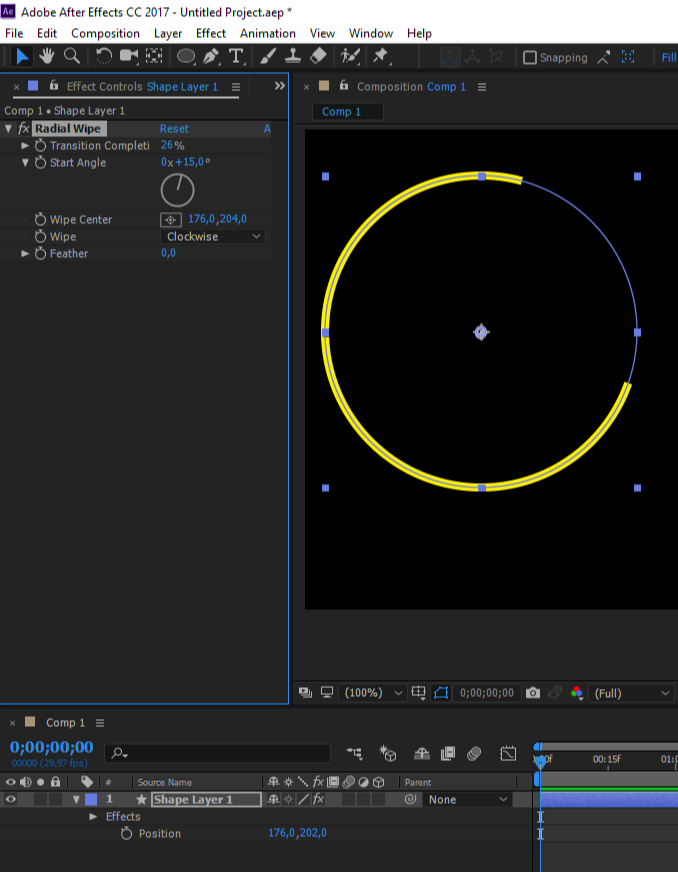 Ae Adobe After Effects CC 2017 - Untitled Project.aep *
File Edit Composition Layer Effect Animation View Window Help
T Snapping Fill
× Effect Controls Shape Layer 1 ≡ »
Comp 1 • Shape Layer 1
fx Radial Wipe Reset A
Transition Completi 26%
Start Angle 0x+15,0°
Wipe Center 176,0,204,0
Wipe Clockwise
Feather 0,0
× Composition Comp 1 ≡
Comp 1
(100%) 0;00;00;00 (Full)
× Comp 1 ≡
0;00;00;00
00000 (29.97 fps)
00f 00:15f 01:0
# Source Name fx Parent
1 ★ Shape Layer 1 fx None
Effects
Position 176,0,202,0